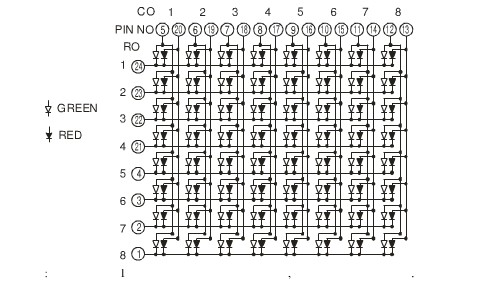 CO 1 2 3 4 5 6 7 8
PIN NO 5 20 6 19 7 18 8 17 9 16 10 15 11 14 12 13
RO
1 24
2 23
GREEN
3 22
RED
4 21
5 4
6 3
7 2
8 1
: 1 , .